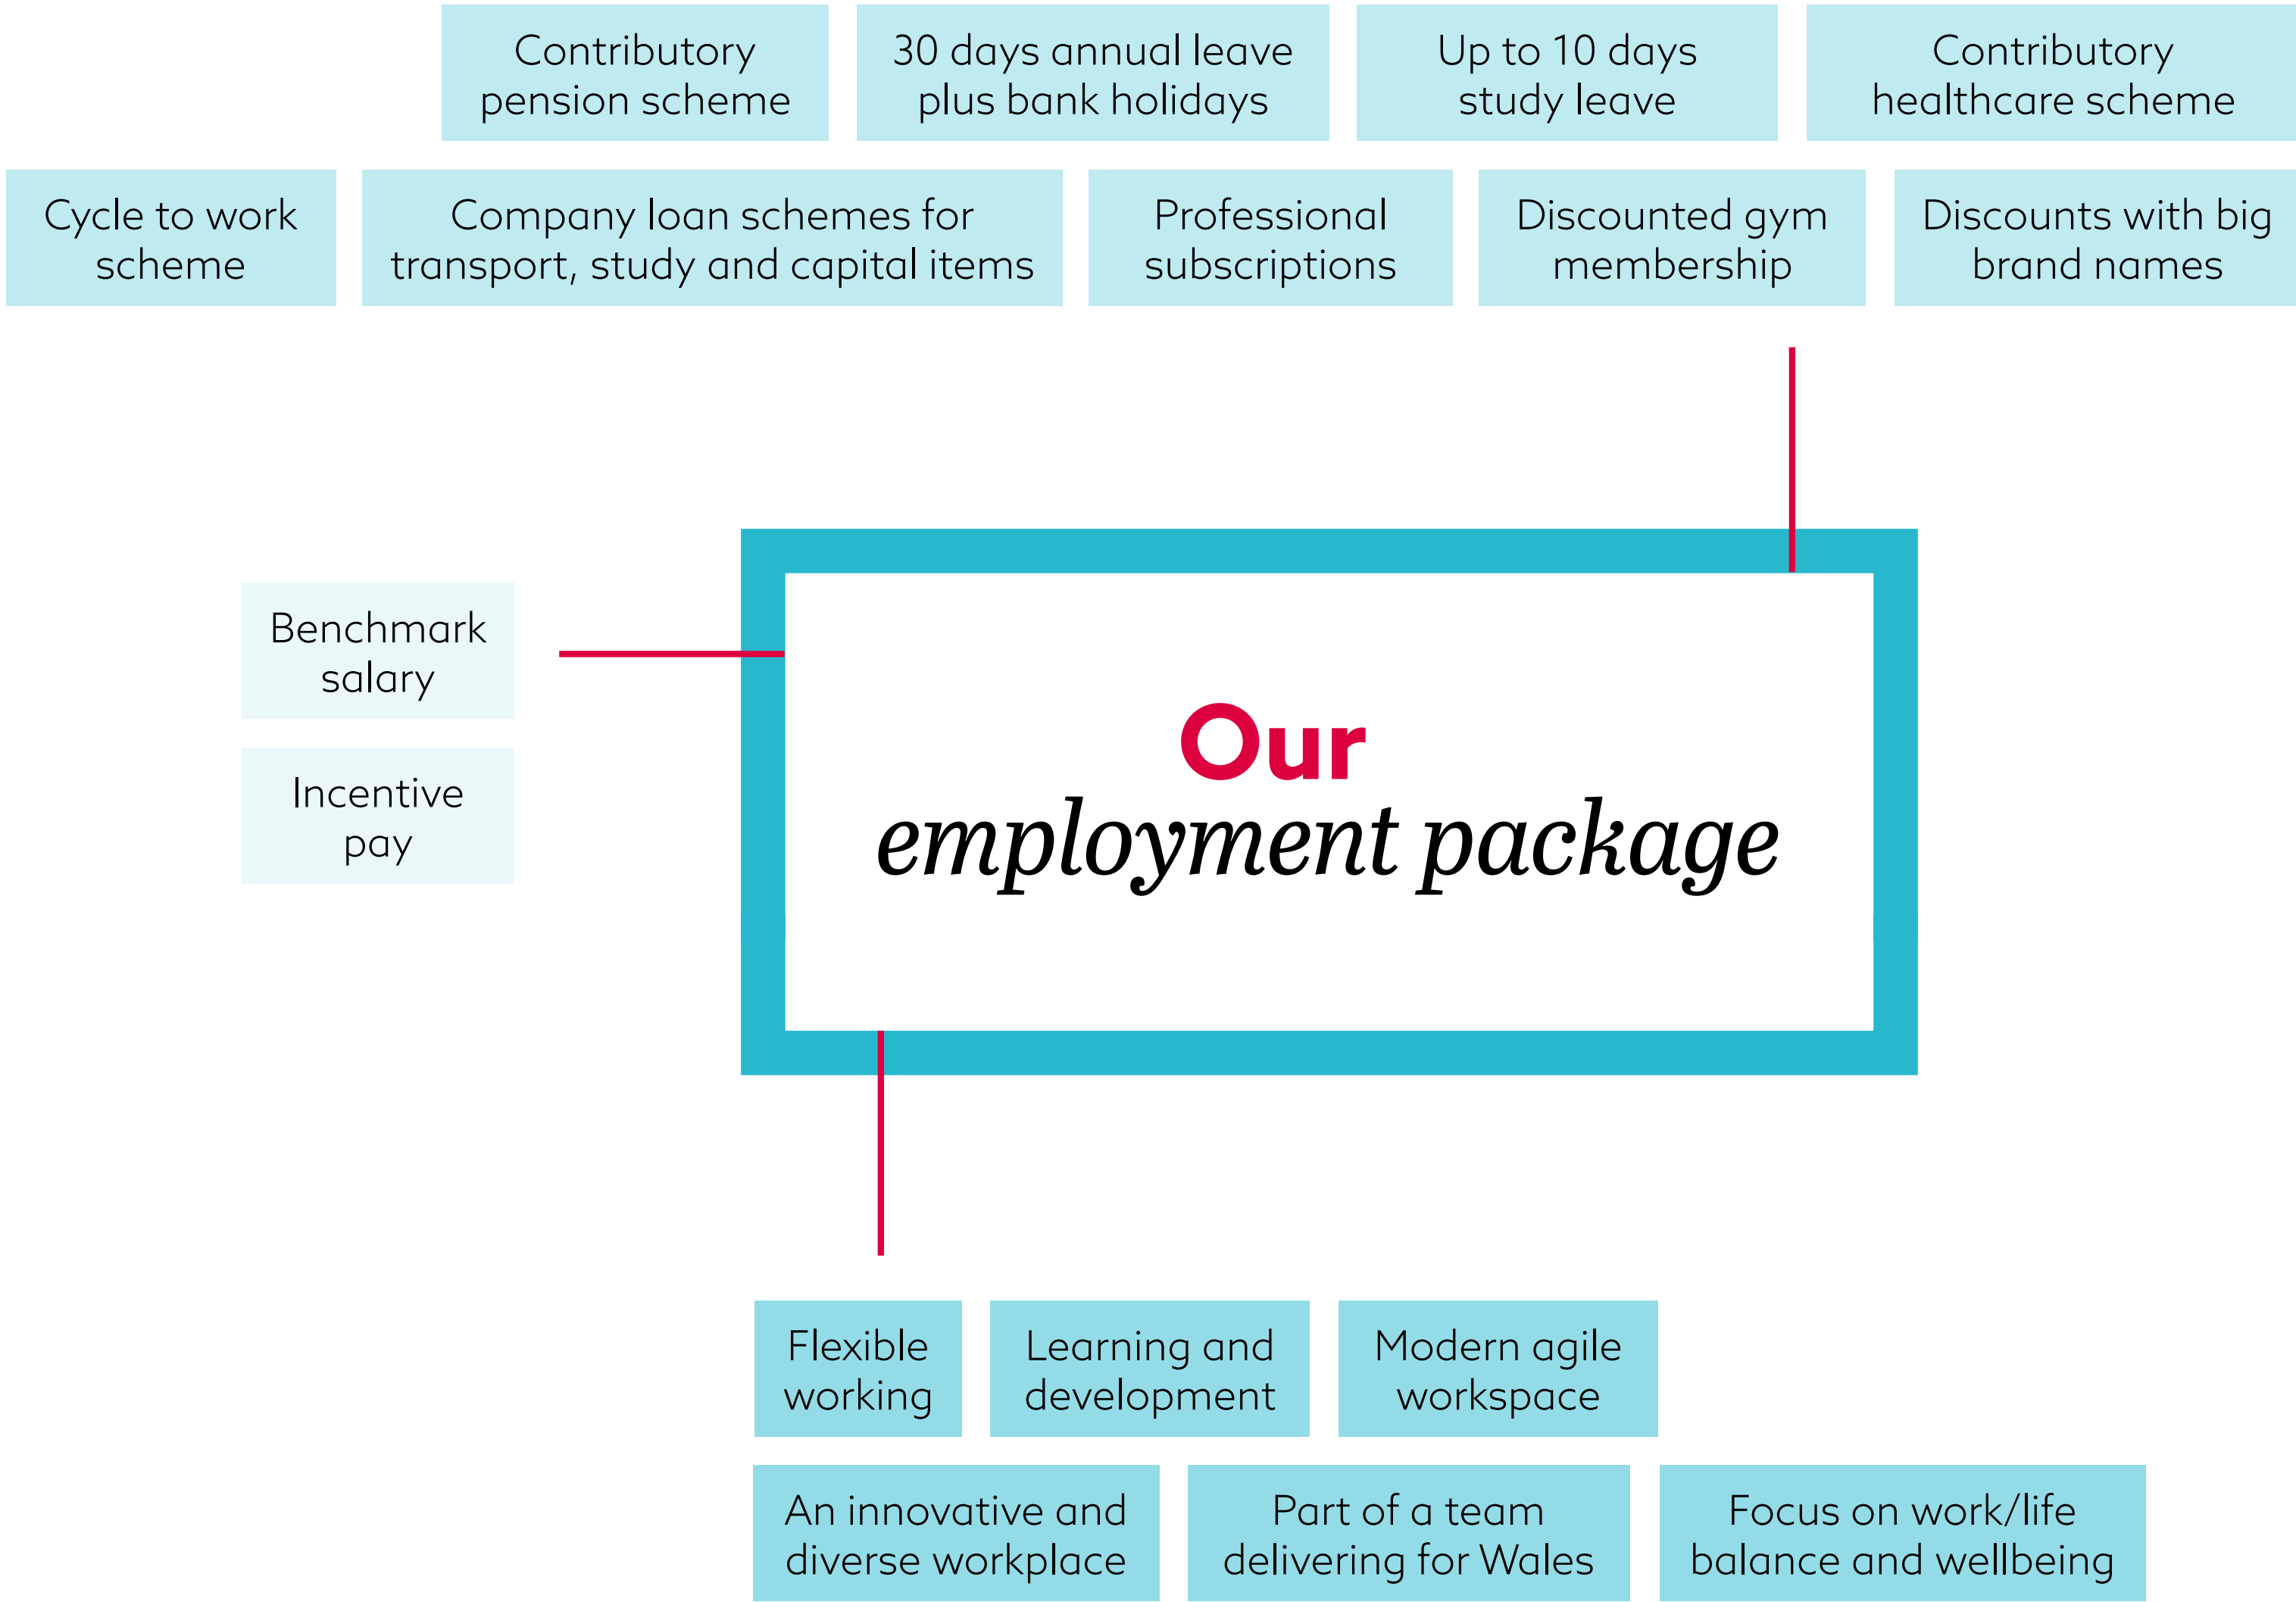 Contributory
pension scheme
30 days annual leave
plus bank holidays
Up to 10 days
study leave
Contributory
healthcare scheme
Cycle to work
scheme
Company loan schemes for
transport, study and capital items
Professional
subscriptions
Discounted gym
membership
Discounts with big
brand names
Benchmark
salary
Incentive
pay
Our
employment package
Flexible
working
Learning and
development
Modern agile
workspace
An innovative and
diverse workplace
Part of a team
delivering for Wales
Focus on work/life
balance and wellbeing